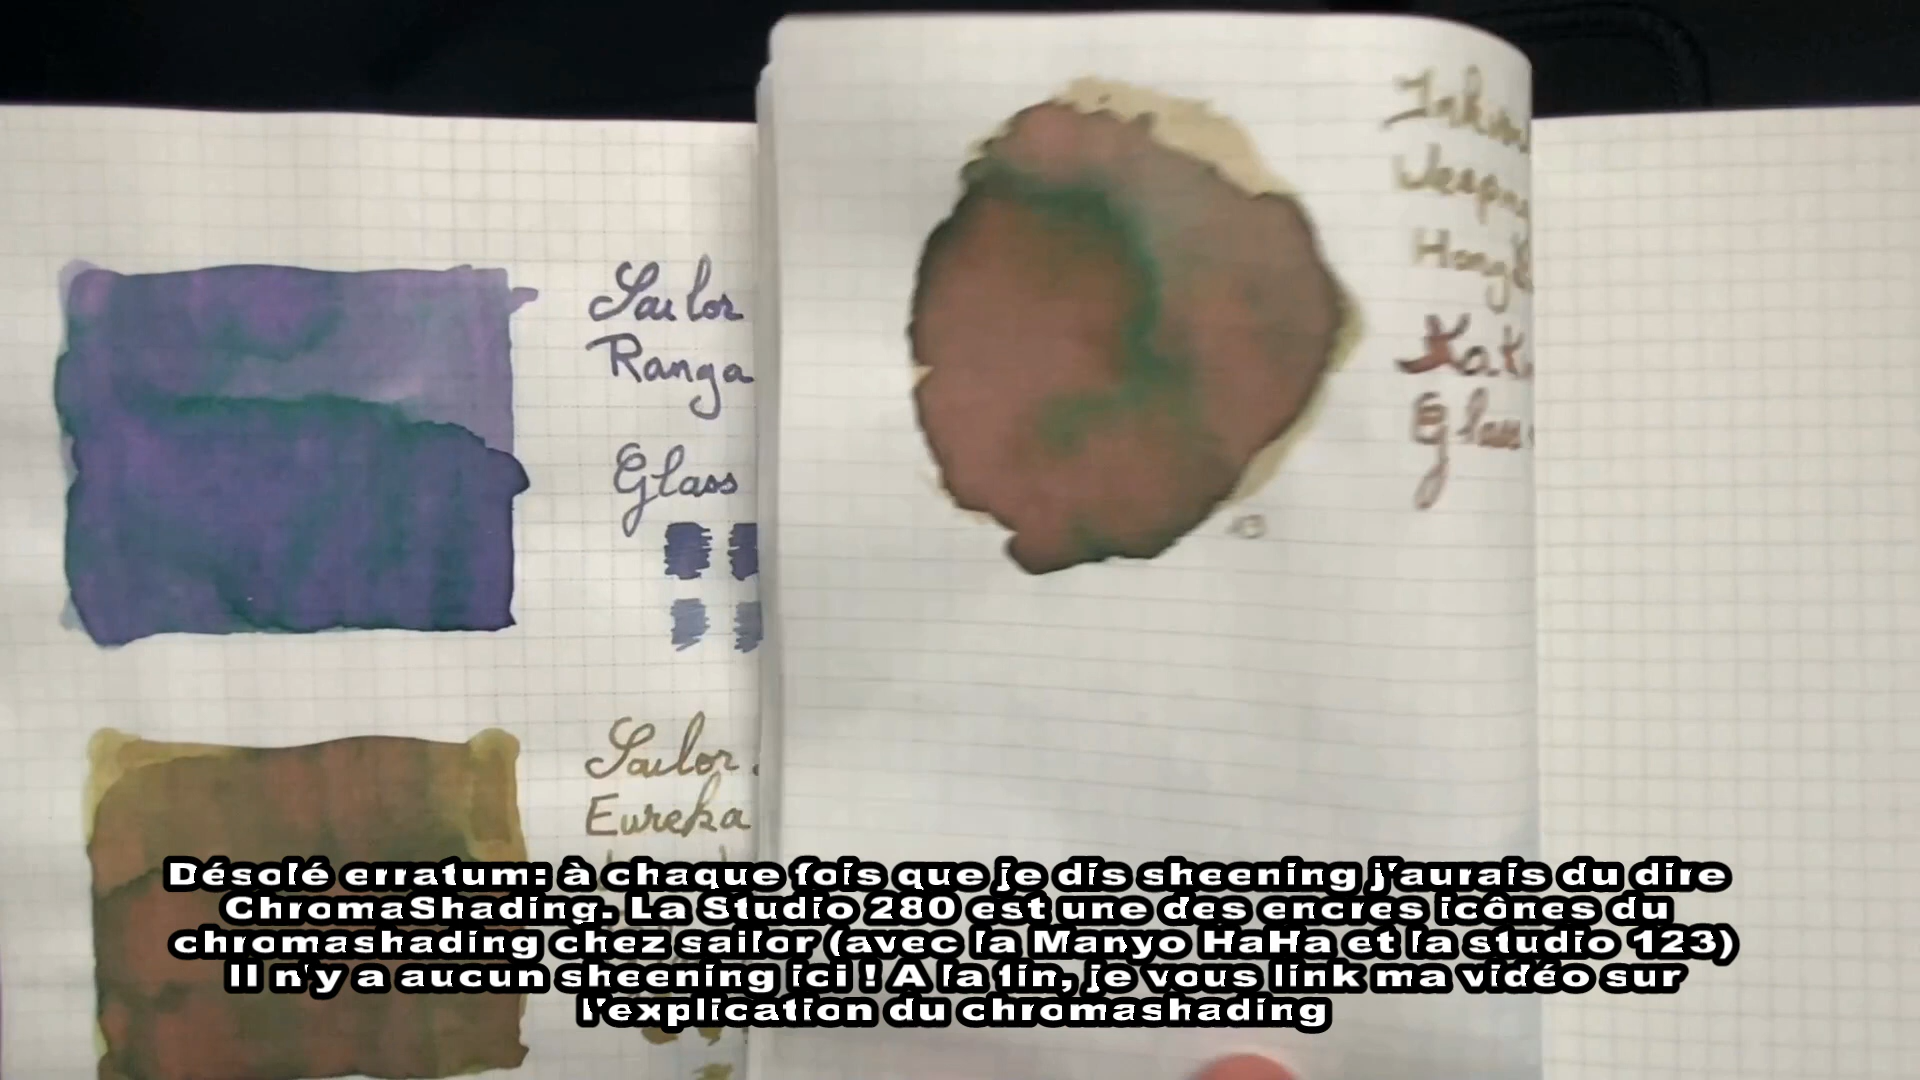 Sailor
Ranga
Glass
Sailor
Eureka
Hong
Glass
Désolé erratum: à chaque fois que je dis sheening j'aurais du dire
ChromaShading. La Studio 280 est une des encres icônes du
chromashading chez sailor (avec la Manyo HaHa et la studio 123)
Il n'y a aucun sheening ici ! A la fin, je vous link ma vidéo sur
l'explication du chromashading